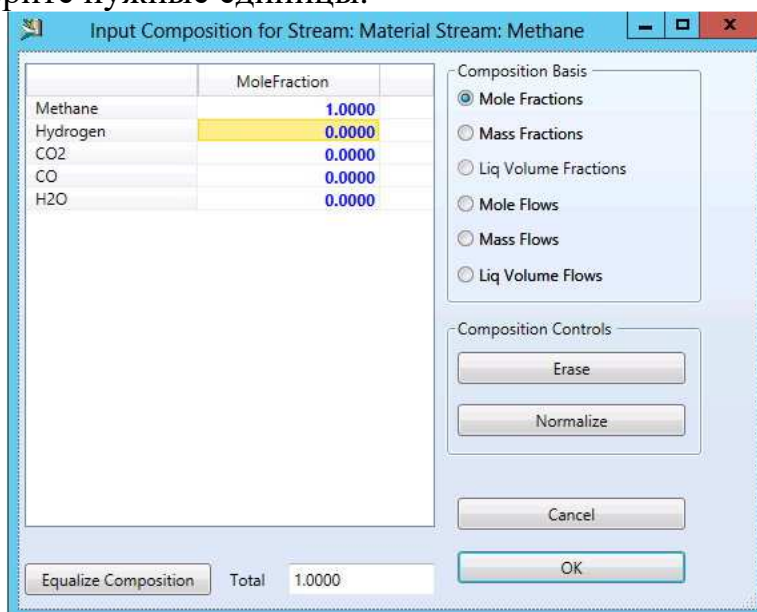 нужные единицы.
Input Composition for Stream: Material Stream: Methane
MoleFraction
Methane 1.0000
Hydrogen 0.0000
CO2 0.0000
CO 0.0000
H2O 0.0000
Composition Basis
Mole Fractions
Mass Fractions
Liq Volume Fractions
Mole Flows
Mass Flows
Liq Volume Flows
Composition Controls
Erase
Normalize
Cancel
Equalize Composition Total 1.0000
OK